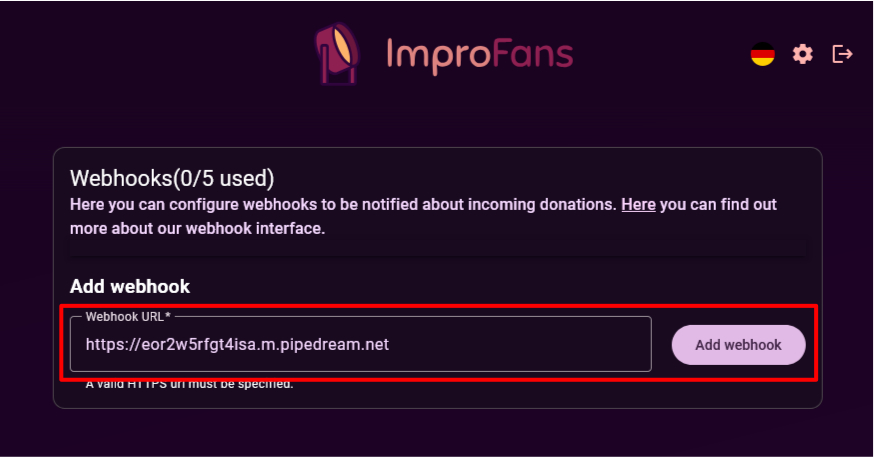 ImproFans
Webhooks(0/5 used)
Here you can configure webhooks to be notified about incoming donations. Here you can find out
more about our webhook interface.
Add webhook
Webhook URL*
https://eor2w5rfgt4isa.m.pipedream.net
Add webhook
A valid HTTPS url must be specified.